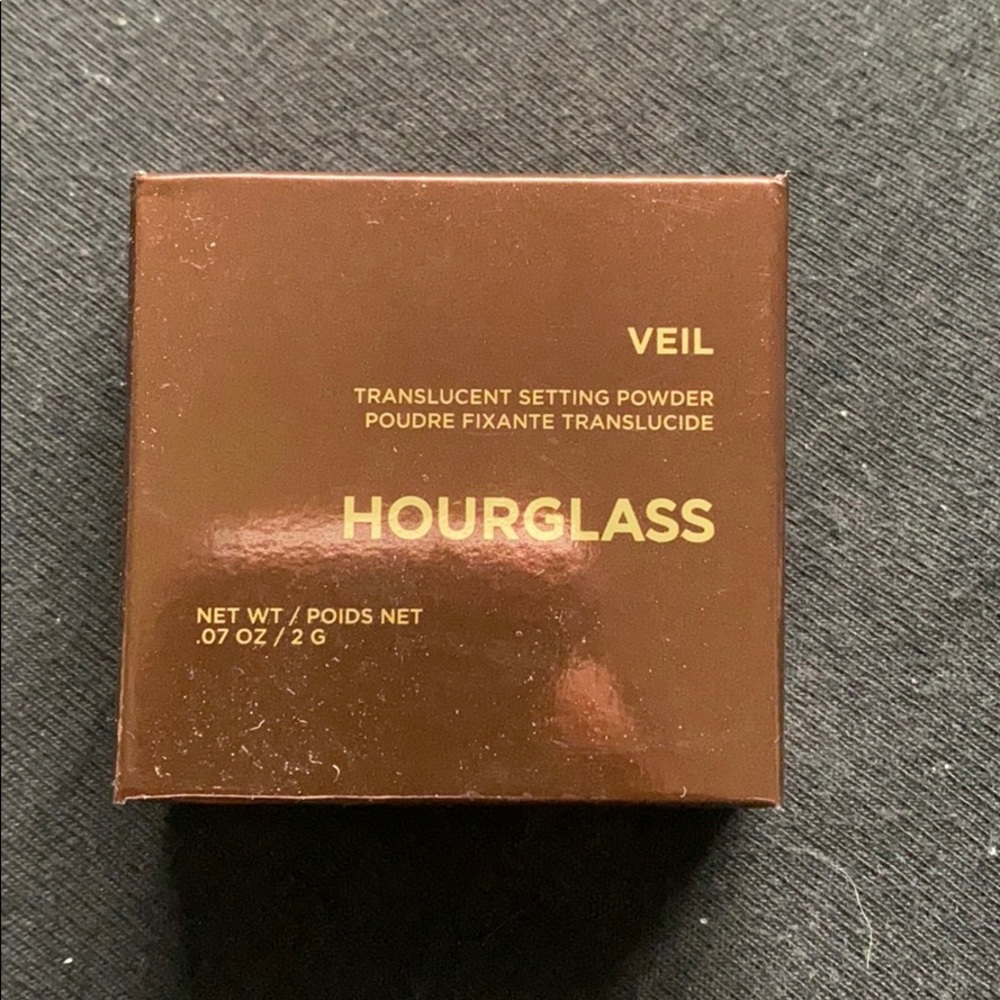 VEIL
TRANSLUCENT SETTING POWDER
POUDRE FIXANTE TRANSLUCIDE
HOURGLASS
NET WT / POIDS NET
.07 OZ / 2 G